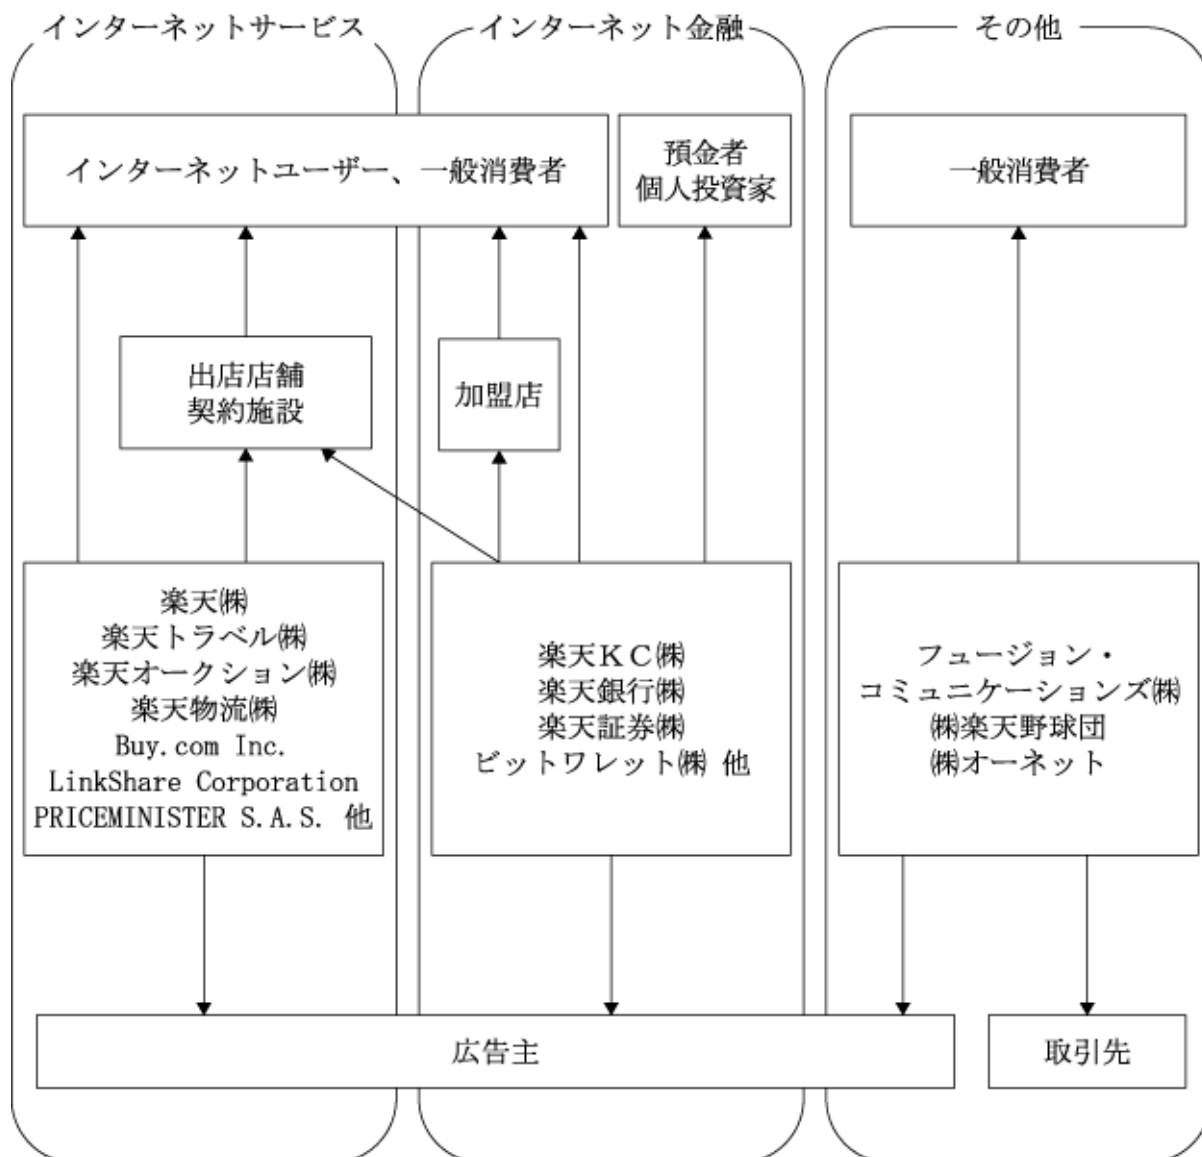 インターネットサービス
インターネット金融
その他
インターネットユーザー、一般消費者
預金者
個人投資家
一般消費者
出店店舗
契約施設
加盟店
楽天㈱
楽天トラベル㈱
楽天オークション㈱
楽天物流㈱
Buy.com Inc.
LinkShare Corporation
PRICEMINISTER S.A.S. 他
楽天ＫＣ㈱
楽天銀行㈱
楽天証券㈱
ビットワレット㈱ 他
フュージョン・
コミュニケーションズ㈱
㈱楽天野球団
㈱オーネット
広告主
取引先